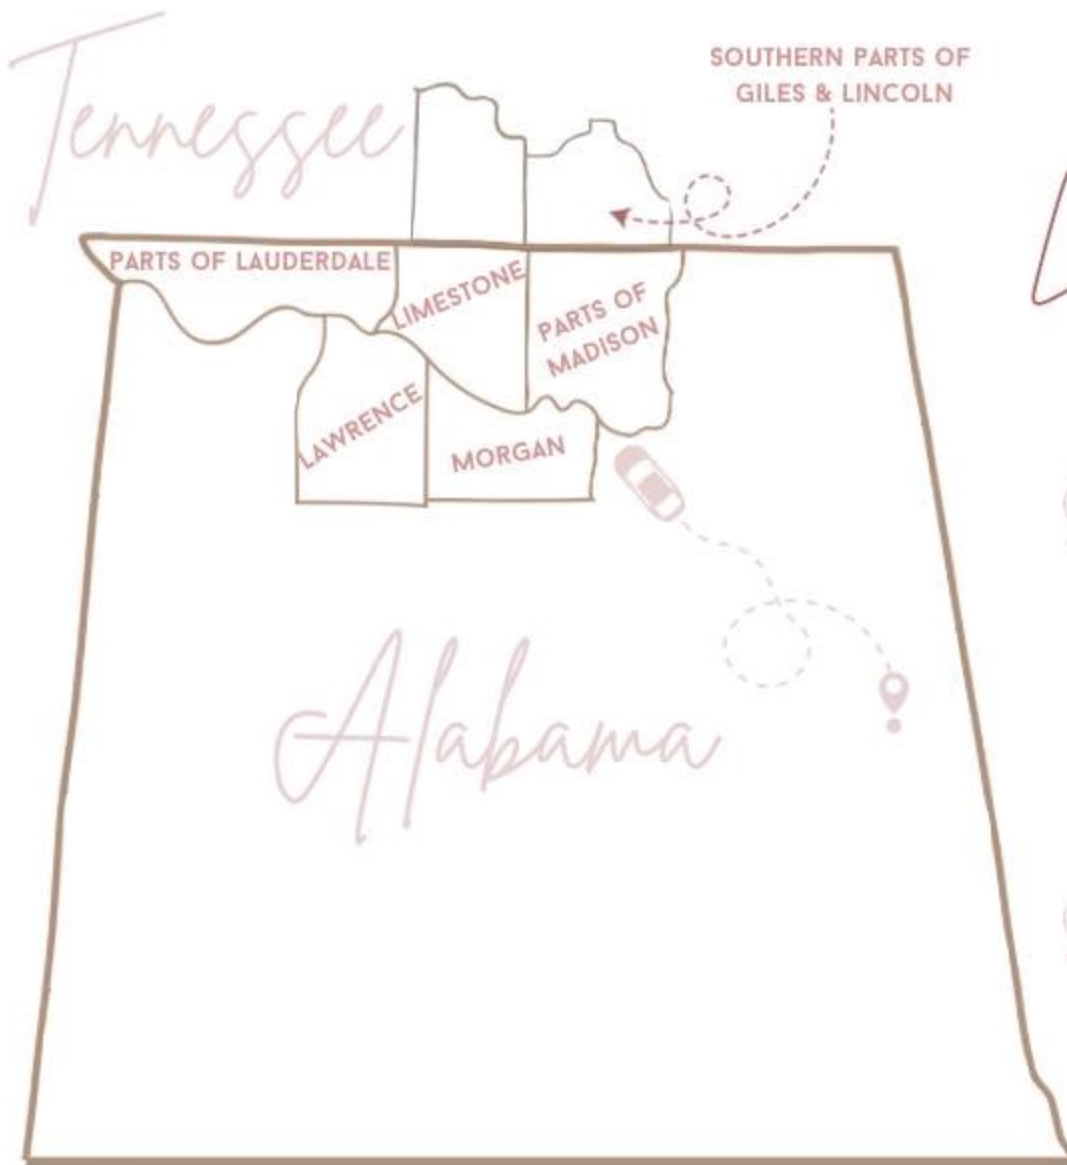 Tennessee
SOUTHERN PARTS OF
GILES & LINCOLN
PARTS OF LAUDERDALE
LIMESTONE
PARTS OF
MADISON
LAWRENCE
MORGAN
Alabama